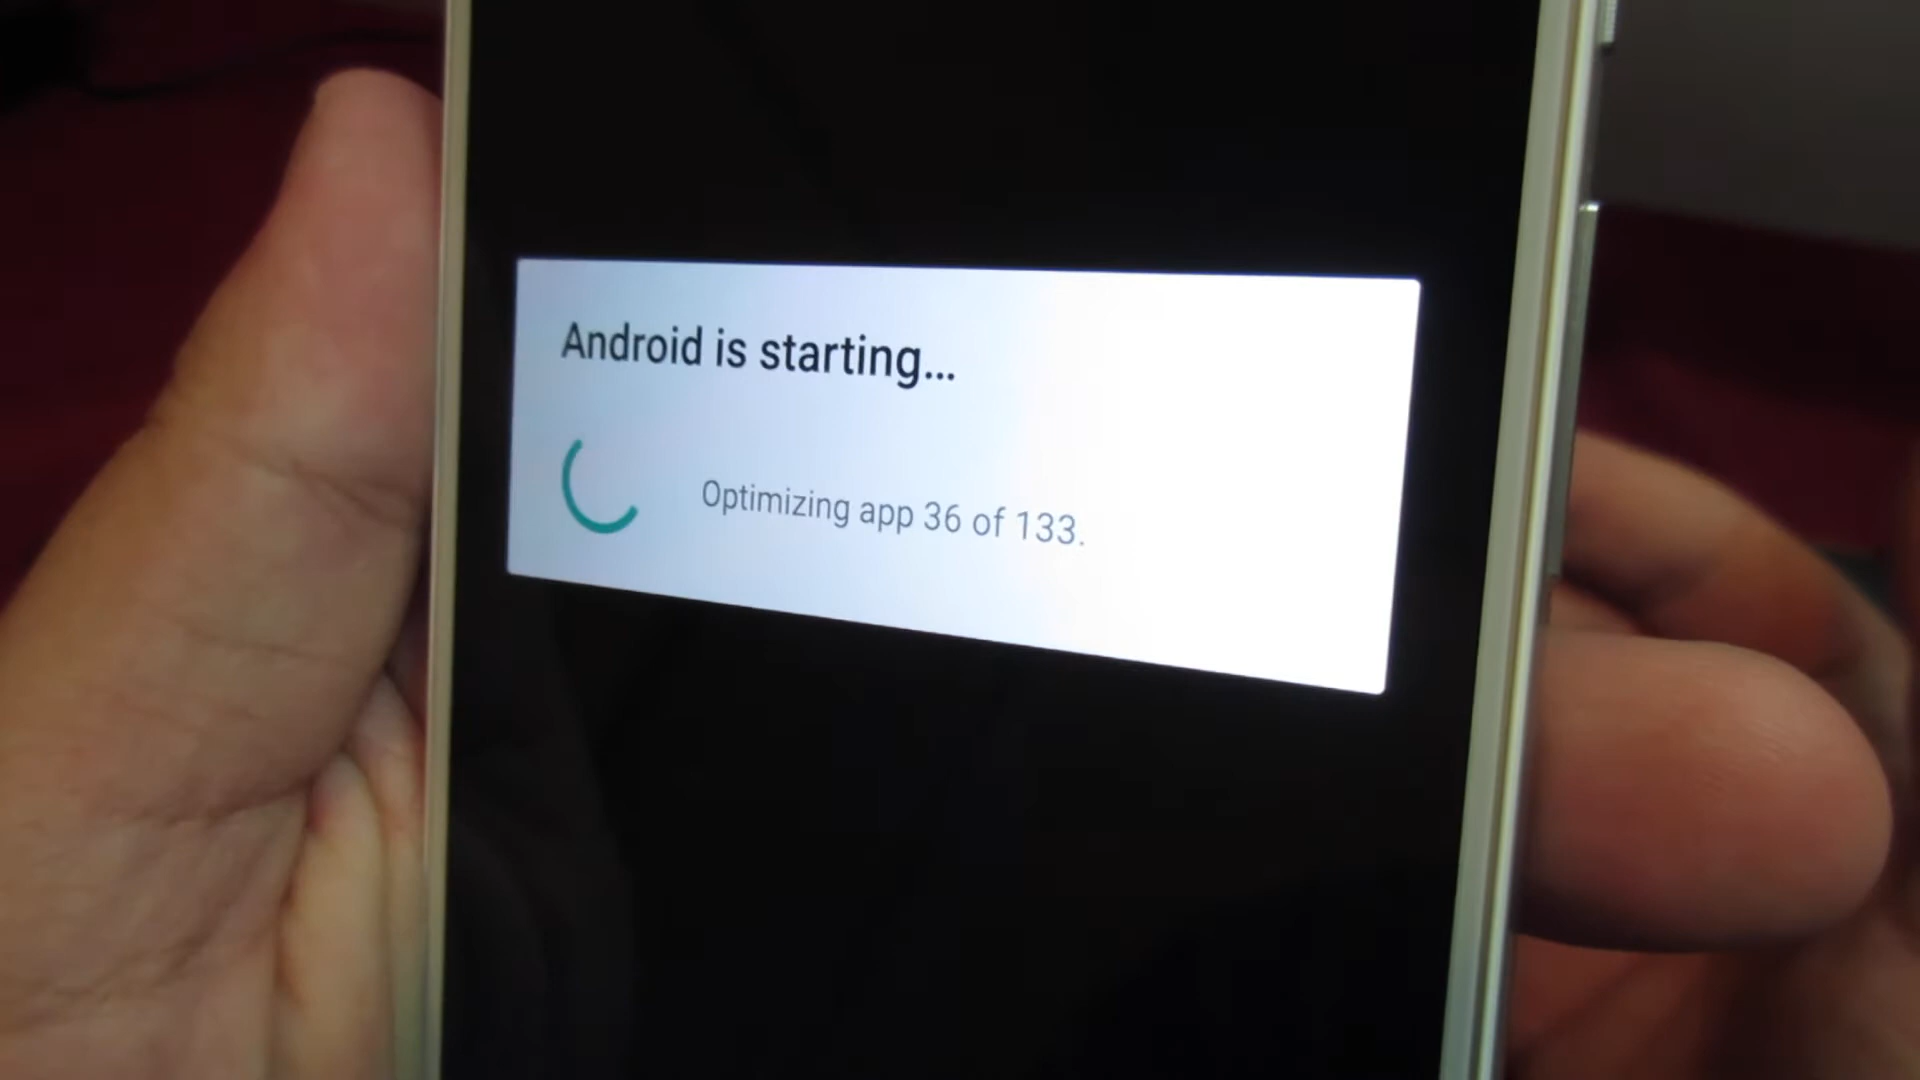 Android is starting...
Optimizing app 36 of 133.